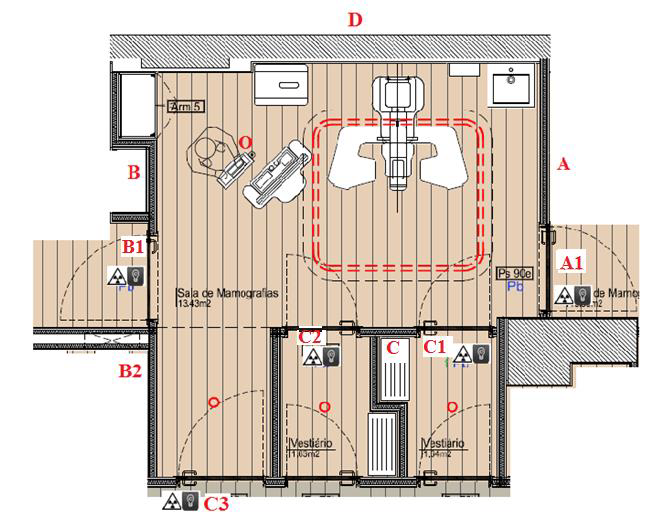 D
Arm.5
O
B
A
B1
A1
Ps 90e
Pb
Sala de Mamografias
13.43m2
de Mamog
C2
C
C1
B2
Vestiário
Vestiário
C3